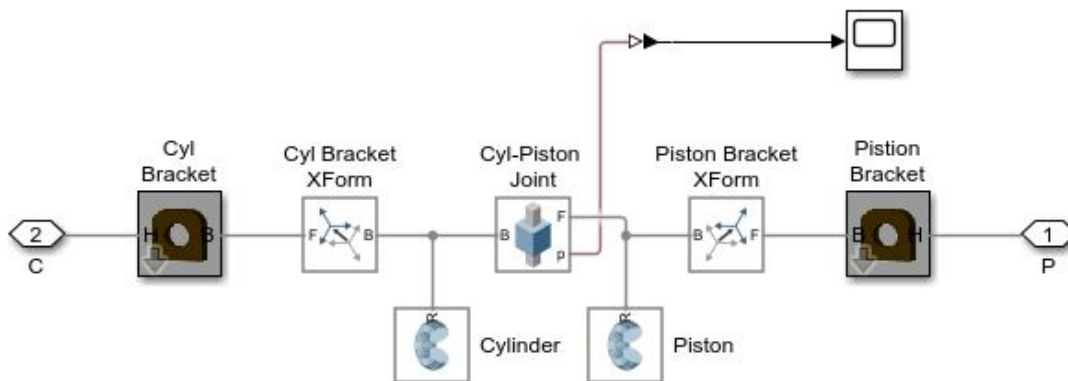 Cyl
Bracket
Cyl Bracket
XForm
Cyl-Piston
Joint
Piston Bracket
XForm
Pistion
Bracket
2
H
B
F
B
B
F
P
B
F
B
H
1
C
P
R
Cylinder
R
Piston